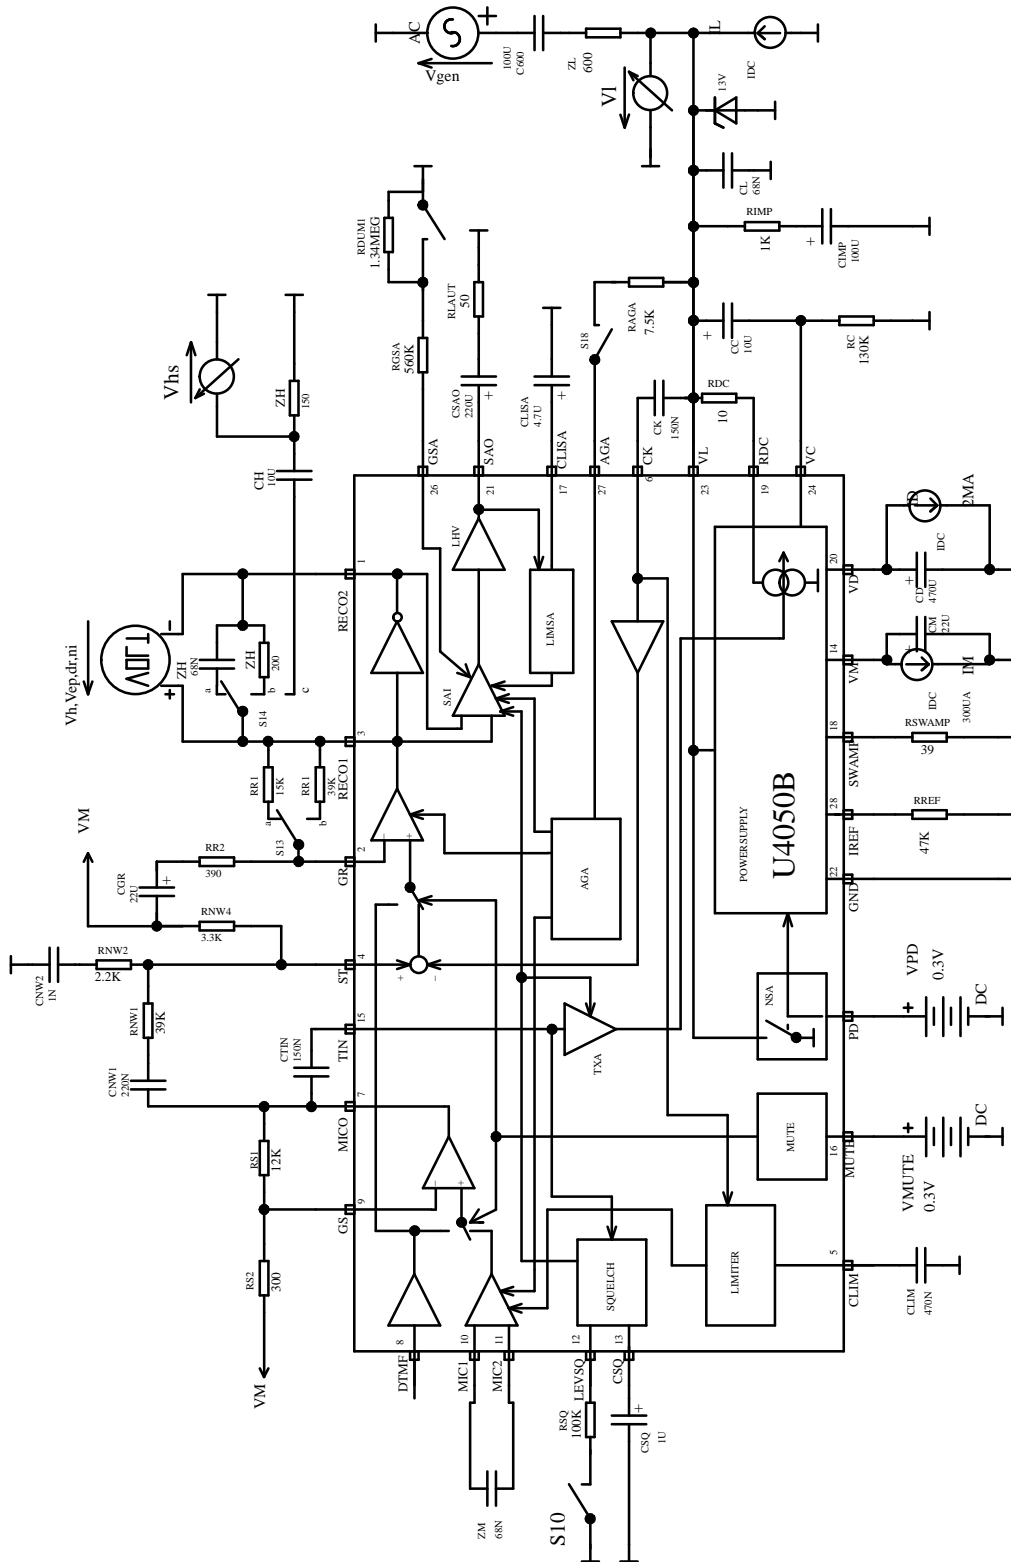 AC
Vgen
100U
C600
ZL
600
V1
IL
IDC
13V
CL
68N
RIMP
1K
+
CIMP
100U
RDUM1
1.34MEG
RLAUT
50
RGSA
560K
CSAO
220U
+
CLISA
4.7U
+
S18
RAGA
7.5K
+
CC
10U
RC
130K
CK
150N
RDC
10
Vhs
ZH
150
CH
10U
GSA
26
SAO
21
CLISA
17
AGA
27
CK
6
VL
23
RDC
19
VC
24
Vh,Vep,dr,ni
ZH
68N
ZH
200
a
b
c
S14
RR1
15K
RR1
39K
a
b
S13
RECO2
1
RECO1
3
GR
2
LHV
LIMSA
SAI
AGA
POWERSUPPLY
U4050B
20
VD
14
VM
18
SWAMP
28
IREF
22
GND
ID
2MA
IDC
+
CD
470U
CM
22U
IM
IDC
300UA
RSWAMP
39
RREF
47K
VM
CGR
22U
+
RR2
390
RNW4
3.3K
CNW2
1N
RNW2
2.2K
RNW1
39K
CNW1
220N
CTIN
150N
ST
4
TIN
15
MICO
7
GS
9
RS1
12K
RS2
300
VM
TXA
NSA
PD
VPD
0.3V
+
DC
MUTE
16
MUTE
VMUTE
0.3V
+
DC
SQUELCH
LIMITER
5
CLIM
CLIM
470N
8
DTMF
10
MIC1
11
MIC2
12
LEVSQ
13
CSQ
ZM
68N
RSQ
100K
S10
CSQ
1U
+